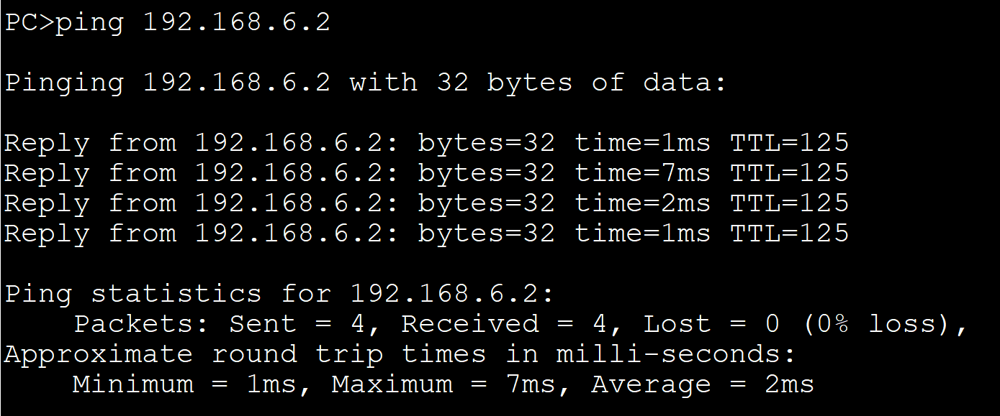 PC>ping 192.168.6.2
Pinging 192.168.6.2 with 32 bytes of data:
Reply from 192.168.6.2: bytes=32 time=1ms TTL=125
Reply from 192.168.6.2: bytes=32 time=7ms TTL=125
Reply from 192.168.6.2: bytes=32 time=2ms TTL=125
Reply from 192.168.6.2: bytes=32 time=1ms TTL=125
Ping statistics for 192.168.6.2:
    Packets: Sent = 4, Received = 4, Lost = 0 (0% loss),
Approximate round trip times in milli-seconds:
    Minimum = 1ms, Maximum = 7ms, Average = 2ms